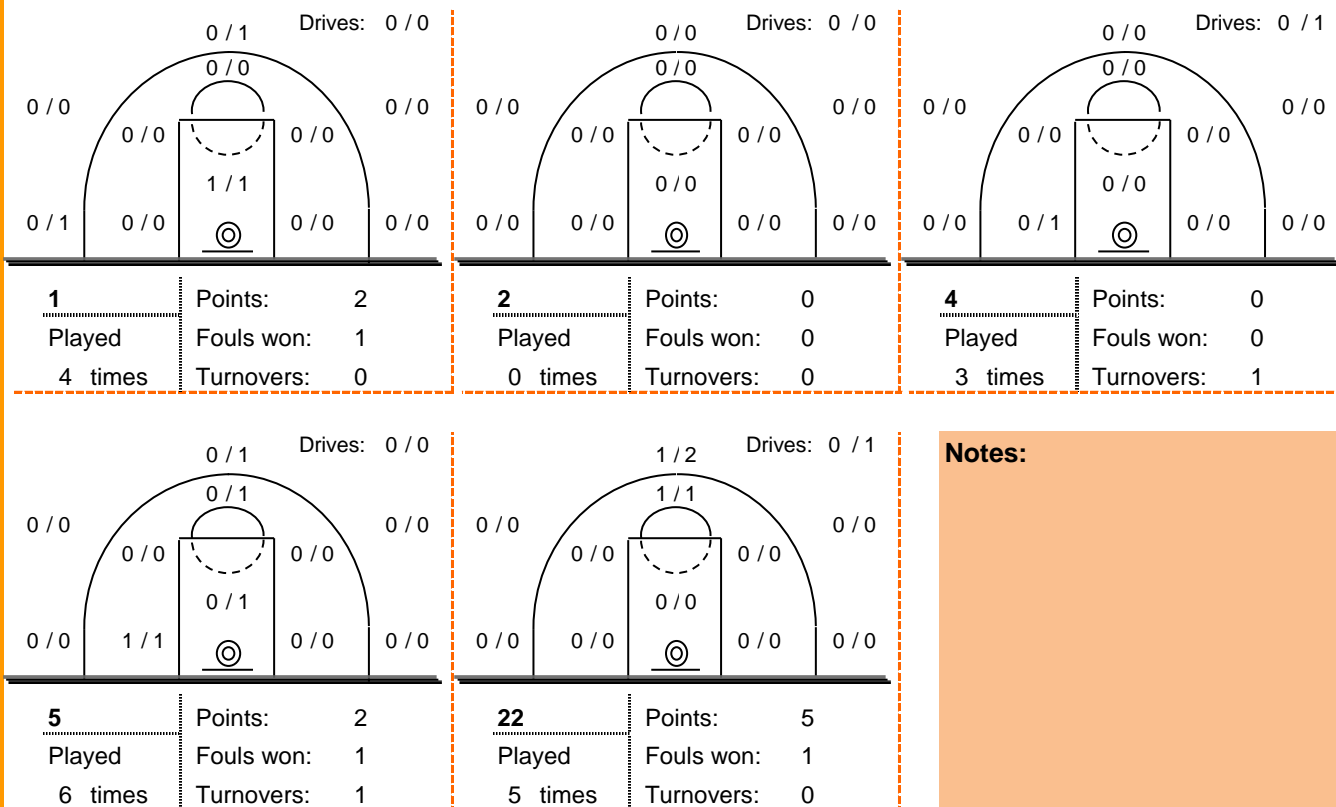 0 / 1 Drives: 0 / 0
0 / 0
0 / 0 0 / 0
0 / 0 0 / 0
1 / 1
0 / 1 0 / 0 0 / 0 0 / 0
1 Points: 2
Played Fouls won: 1
4 times Turnovers: 0
0 / 0 Drives: 0 / 0
0 / 0
0 / 0 0 / 0
0 / 0 0 / 0
0 / 0
0 / 0 0 / 0 0 / 0 0 / 0
2 Points: 0
Played Fouls won: 0
0 times Turnovers: 0
0 / 0 Drives: 0 / 1
0 / 0
0 / 0 0 / 0
0 / 0 0 / 0
0 / 0
0 / 0 0 / 1 0 / 0 0 / 0
4 Points: 0
Played Fouls won: 0
3 times Turnovers: 1
0 / 1 Drives: 0 / 0
0 / 1
0 / 0 0 / 0
0 / 0 0 / 0
0 / 1
0 / 0 1 / 1 0 / 0 0 / 0
5 Points: 2
Played Fouls won: 1
6 times Turnovers: 1
1 / 2 Drives: 0 / 1
1 / 1
0 / 0 0 / 0
0 / 0 0 / 0
0 / 0
0 / 0 0 / 0 0 / 0 0 / 0
22 Points: 5
Played Fouls won: 1
5 times Turnovers: 0
Notes: